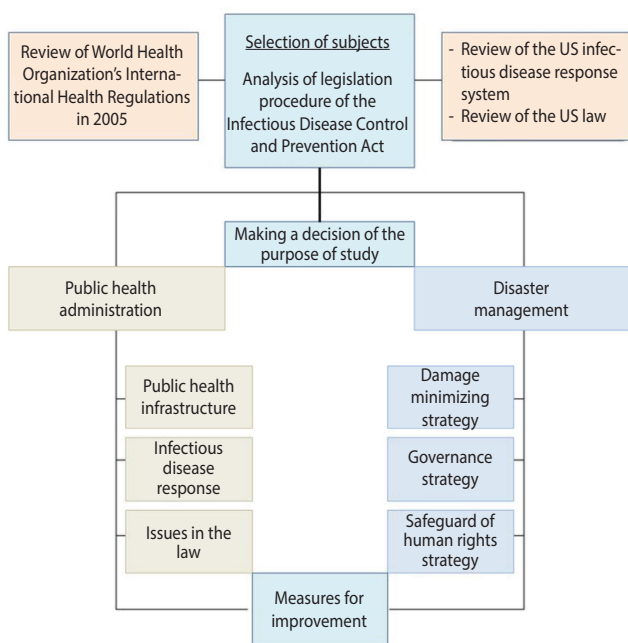 Review of World Health
Organization's Interna-
tional Health Regulations
in 2005
Selection of subjects
Analysis of legislation
procedure of the
Infectious Disease Control
and Prevention Act
- Review of the US infec-
tious disease response
system
- Review of the US law
Making a decision of the
purpose of study
Public health
administration
Disaster
management
Public health
infrastructure
Infectious
disease
response
Issues in the
law
Damage
minimizing
strategy
Governance
strategy
Safeguard of
human rights
strategy
Measures for
improvement